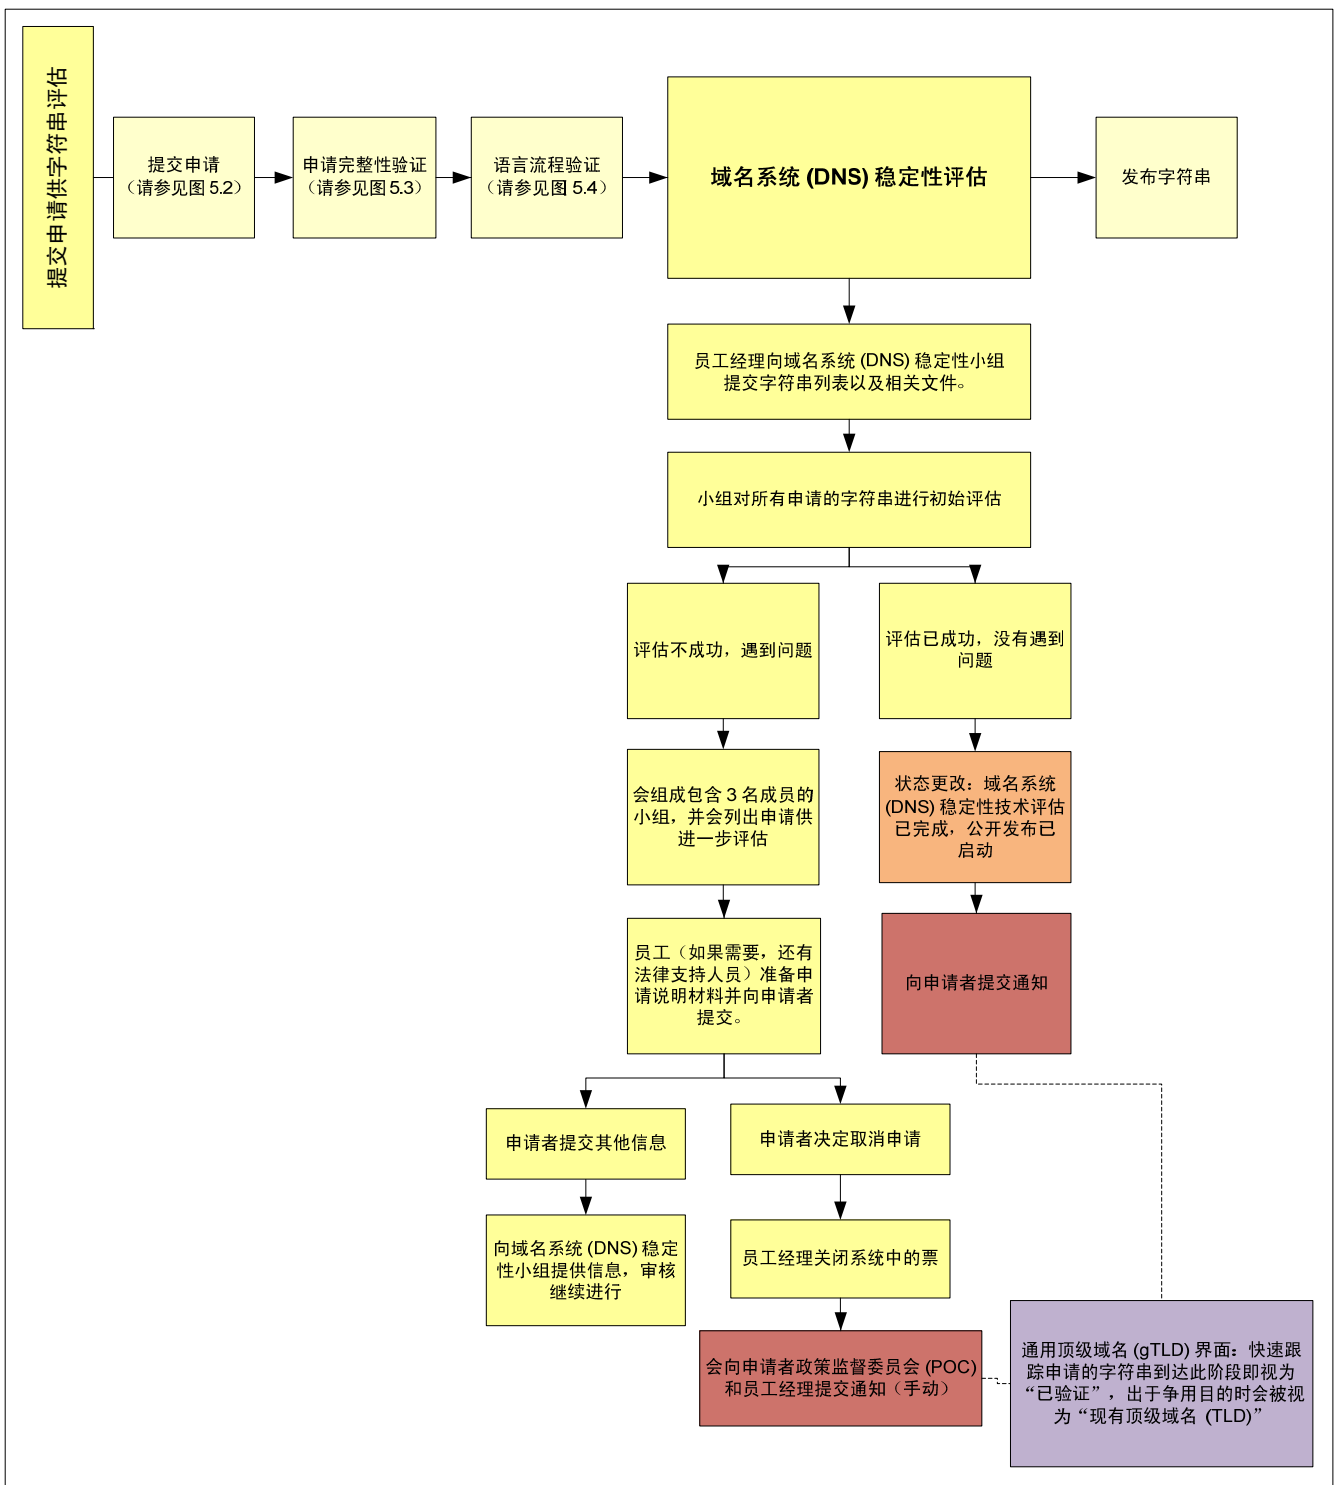 提交申请供字符串评估
提交申请
（请参见图 5.2）
申请完整性验证
（请参见图 5.3）
语言流程验证
（请参见图 5.4）
域名系统 (DNS) 稳定性评估
发布字符串
员工经理向域名系统 (DNS) 稳定性小组
提交字符串列表以及相关文件。
小组对所有申请的字符串进行初始评估
评估不成功，遇到问题
评估已成功，没有遇到
问题
会组成包含 3 名成员的
小组，并会列出申请供
进一步评估
状态更改：域名系统
(DNS) 稳定性技术评估
已完成，公开发布已
启动
员工（如果需要，还有
法律支持人员）准备申
请说明材料并向申请者
提交。
向申请者提交通知
申请者提交其他信息
申请者决定取消申请
向域名系统 (DNS) 稳定
性小组提供信息，审核
继续进行
员工经理关闭系统中的票
会向申请者政策监督委员会 (POC)
和员工经理提交通知（手动）
通用顶级域名 (gTLD) 界面：快速跟
踪申请的字符串到达此阶段即视为
“已验证”，出于争用目的时会被视
为“现有顶级域名 (TLD)”